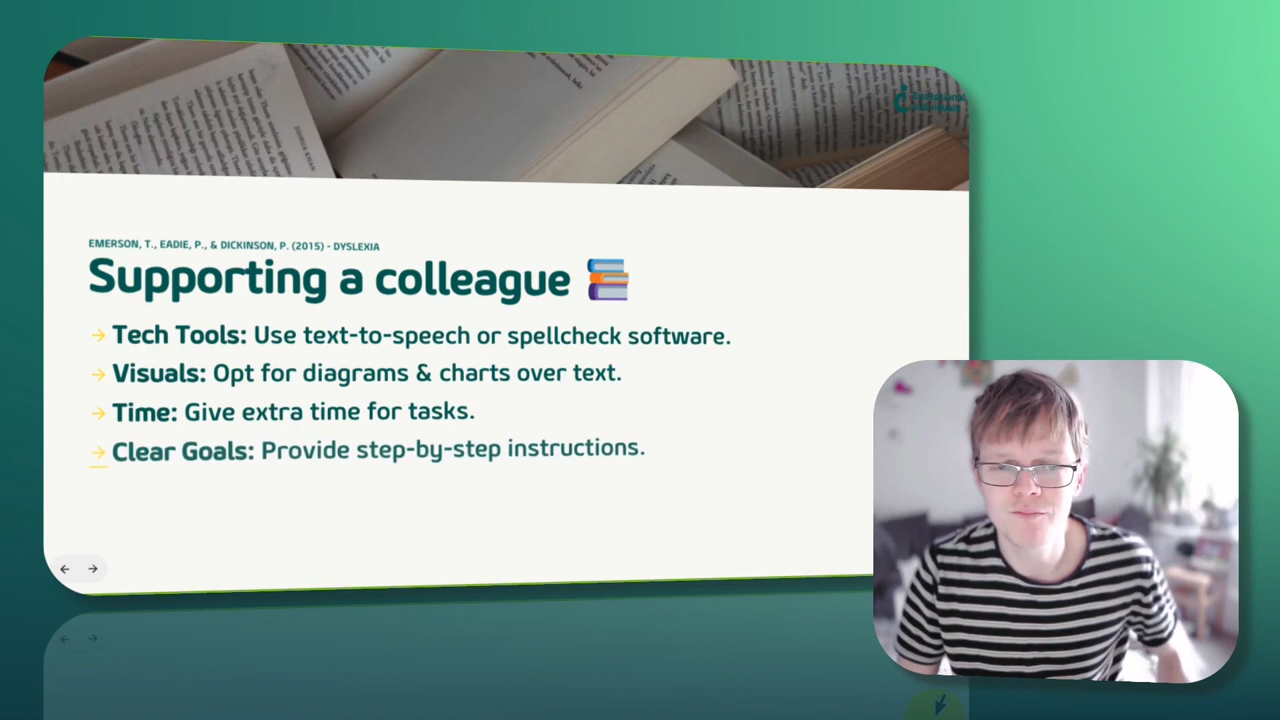 EMERSON, T., EADIE, P., & DICKINSON, P. (2015) - DYSLEXIA
Supporting a colleague
→ Tech Tools: Use text-to-speech or spellcheck software.
→ Visuals: Opt for diagrams & charts over text.
→ Time: Give extra time for tasks.
→ Clear Goals: Provide step-by-step instructions.